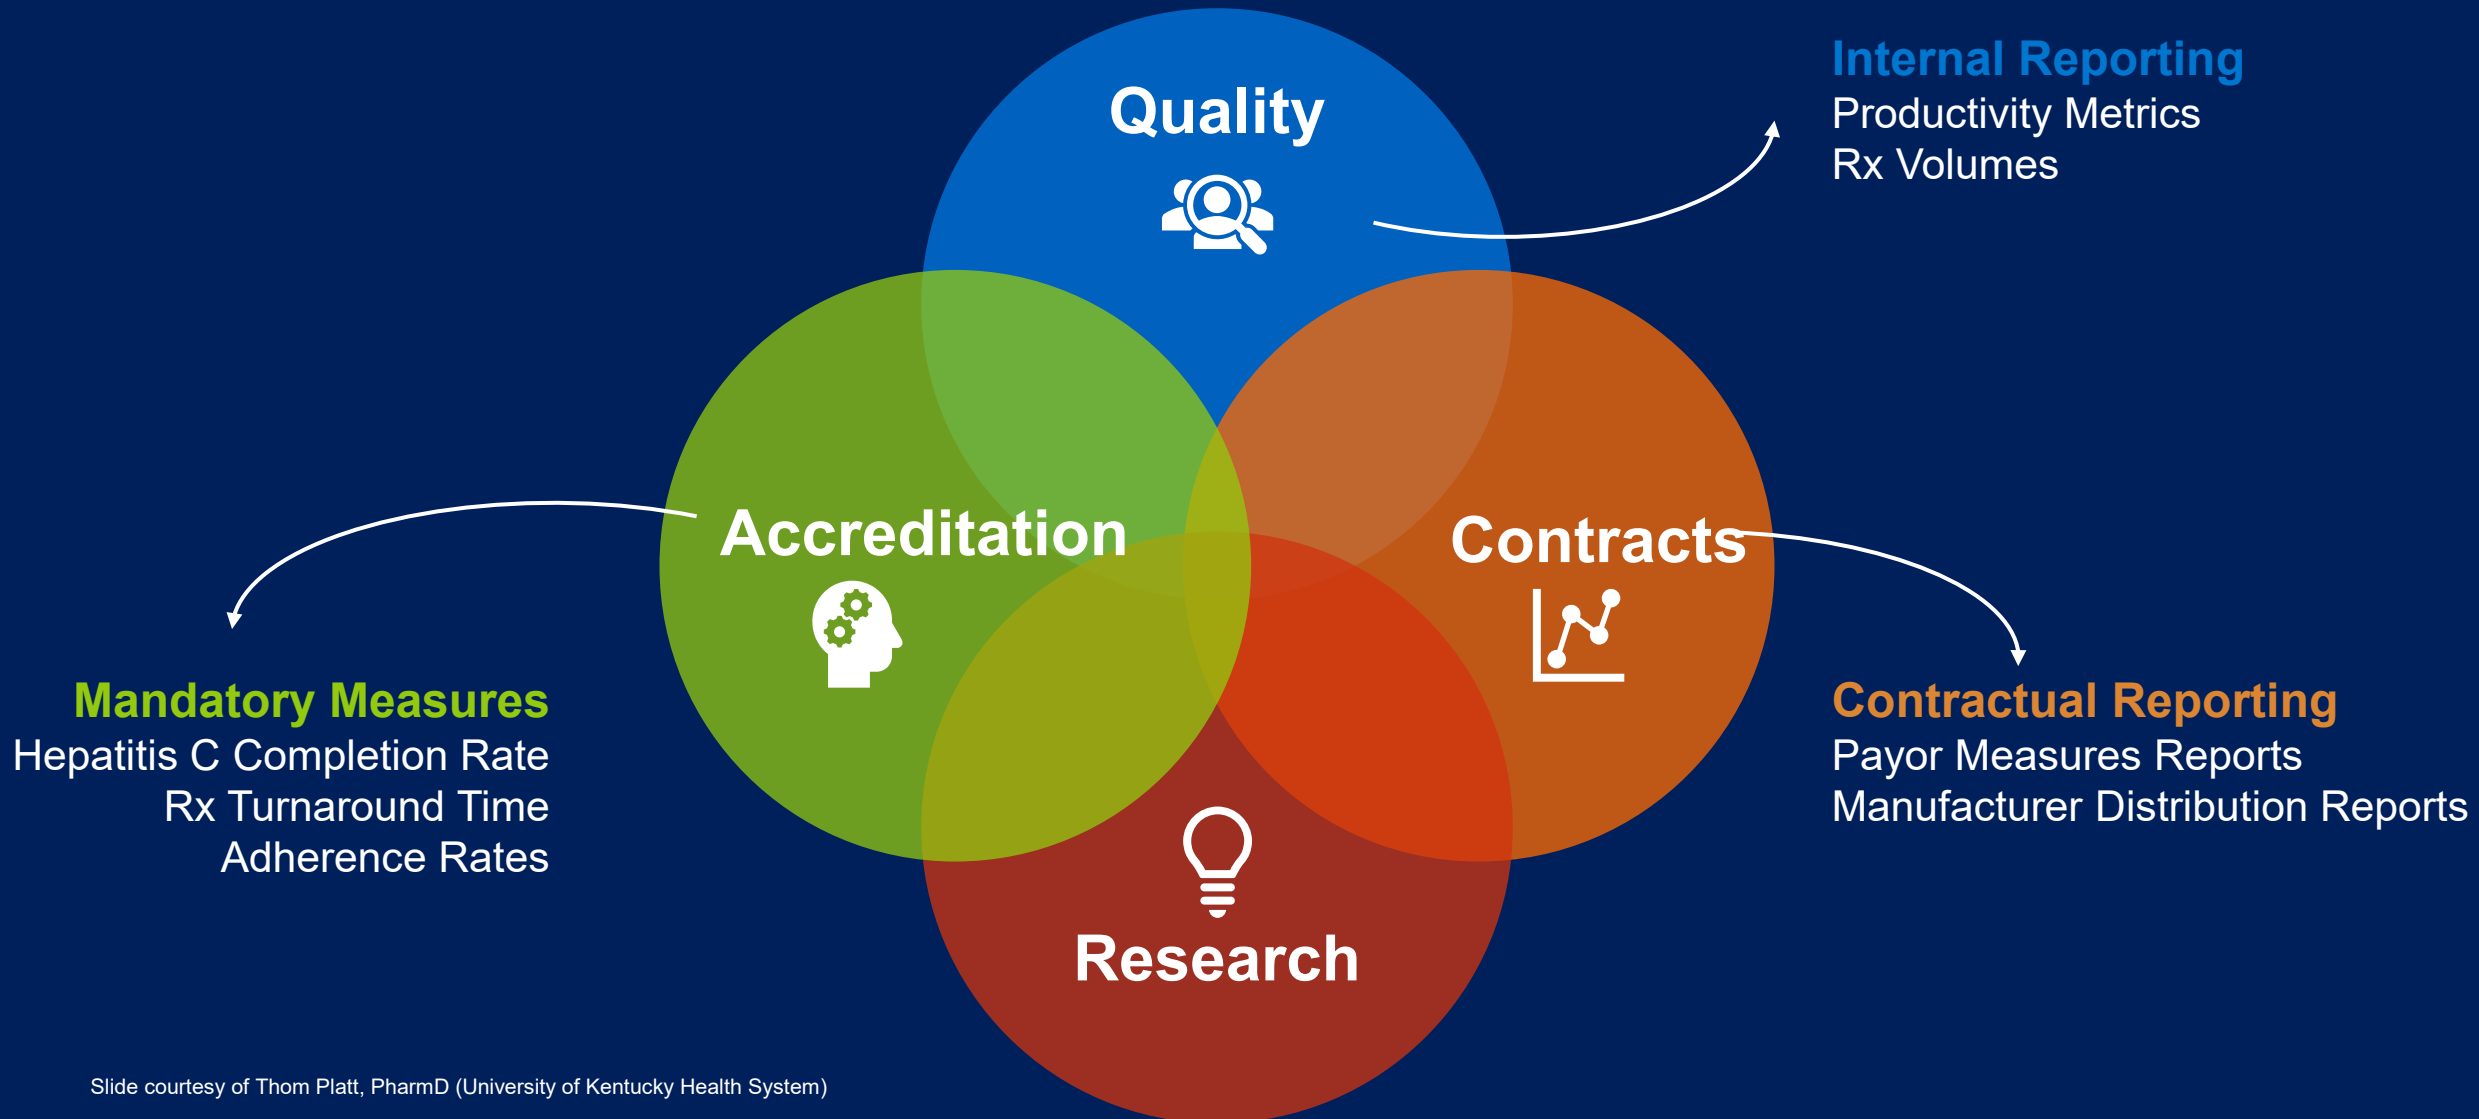 Quality
Internal Reporting
Productivity Metrics
Rx Volumes
Accreditation
Contracts
Mandatory Measures
Hepatitis C Completion Rate
Rx Turnaround Time
Adherence Rates
Contractual Reporting
Payor Measures Reports
Manufacturer Distribution Reports
Research
Slide courtesy of Thom Platt, PharmD (University of Kentucky Health System)